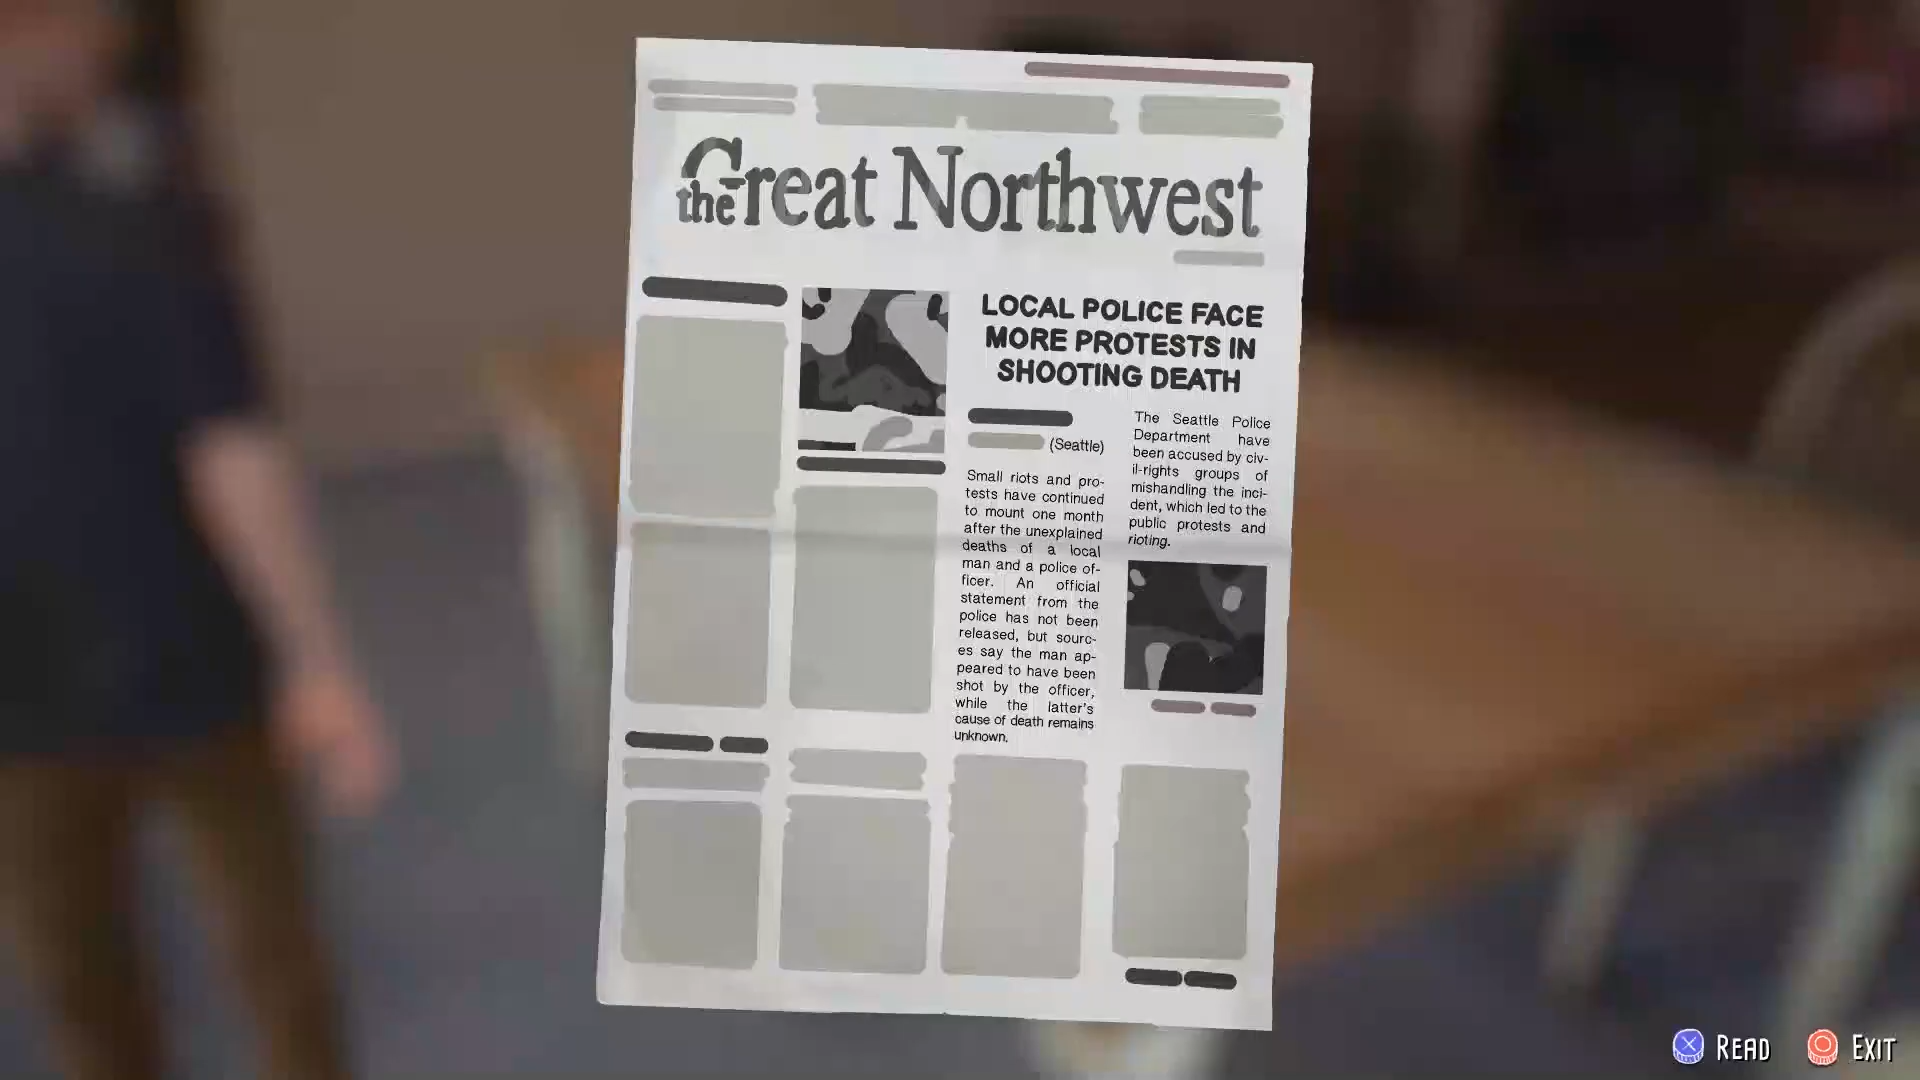 the Great Northwest
LOCAL POLICE FACE
MORE PROTESTS IN
SHOOTING DEATH
(Seattle)
Small riots and pro-
tests have continued
to mount one month
after the unexplained
deaths of a local
man and a police of-
ficer. An official
statement from the
police has not been
released, but sourc-
es say the man ap-
peared to have been
shot by the officer,
while the latter's
cause of death remains
unknown.
The Seattle Police
Department have
been accused by civ-
il-rights groups of
mishandling the inci-
dent, which led to the
public protests and
rioting.
READ
EXIT